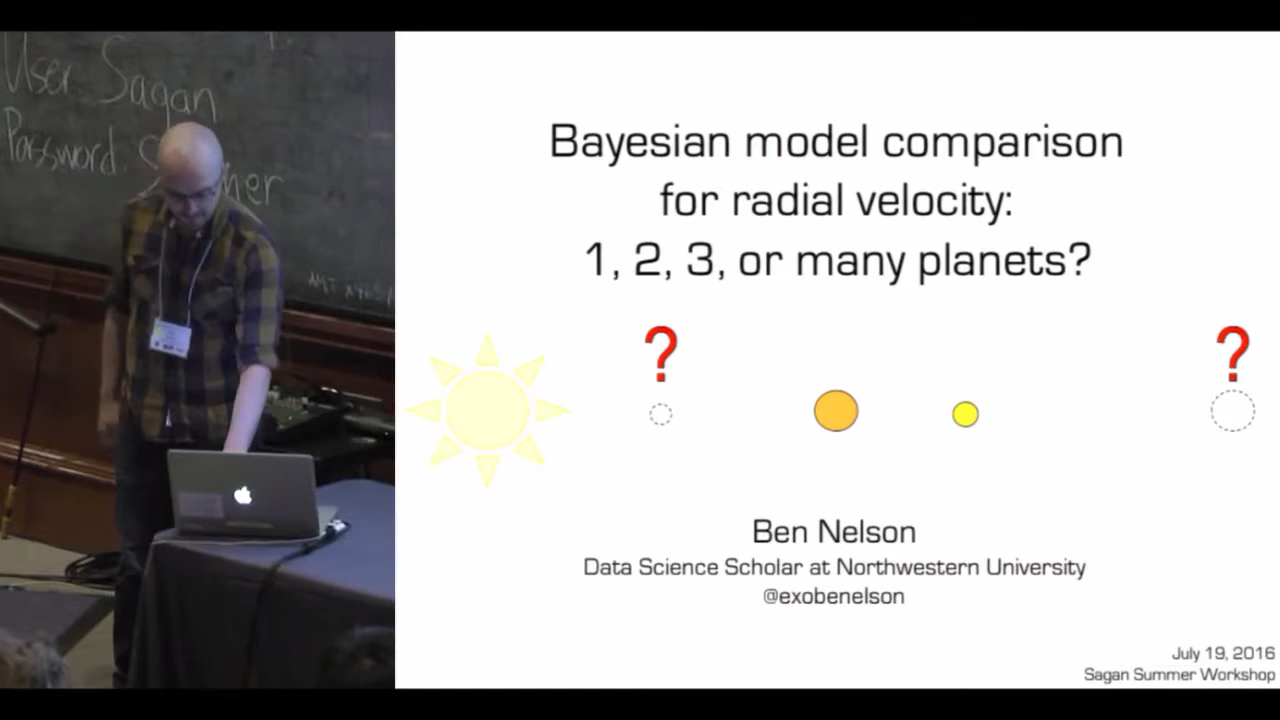 User: Sagan
Password:
Bayesian model comparison
for radial velocity:
1, 2, 3, or many planets?
? ?
Ben Nelson
Data Science Scholar at Northwestern University
@exobenelson
July 19, 2016
Sagan Summer Workshop